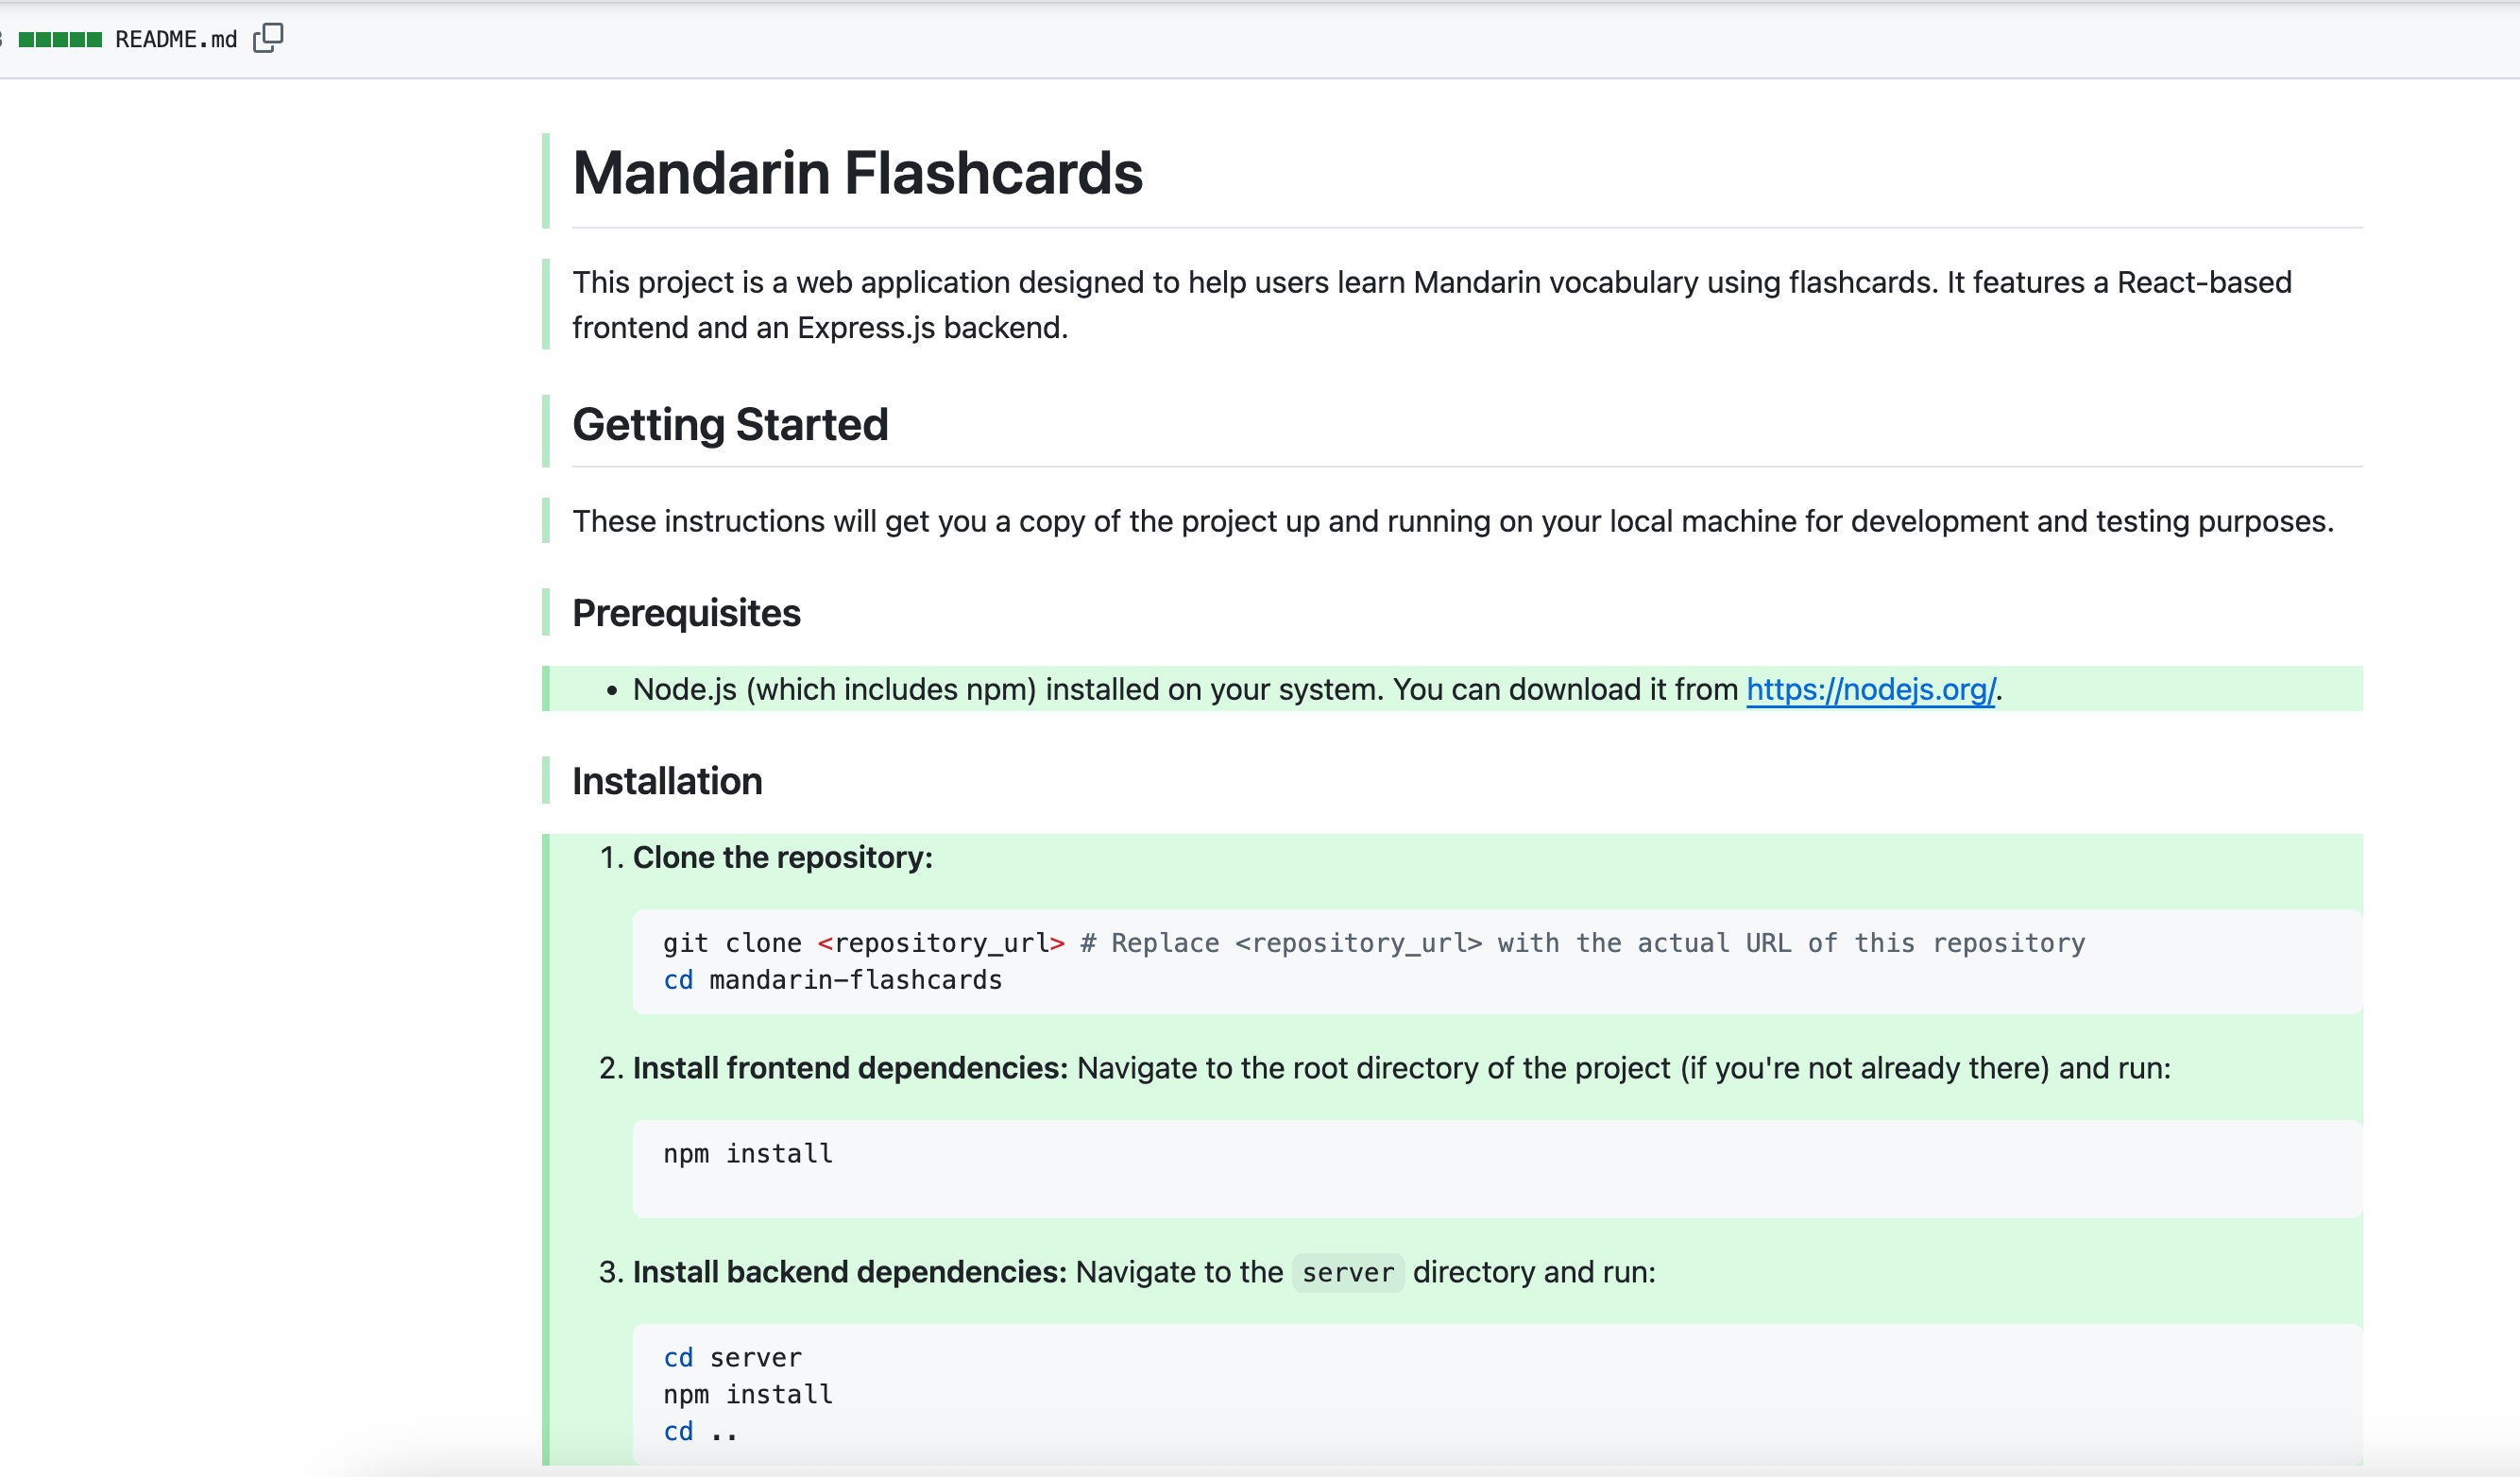 README.md
Mandarin Flashcards
This project is a web application designed to help users learn Mandarin vocabulary using flashcards. It features a React-based
frontend and an Express.js backend.
Getting Started
These instructions will get you a copy of the project up and running on your local machine for development and testing purposes.
Prerequisites
• Node.js (which includes npm) installed on your system. You can download it from https://nodejs.org/.
Installation
1. Clone the repository:
git clone <repository_url> # Replace <repository_url> with the actual URL of this repository
cd mandarin-flashcards
2. Install frontend dependencies: Navigate to the root directory of the project (if you're not already there) and run:
npm install
3. Install backend dependencies: Navigate to the server directory and run:
cd server
npm install
cd ..